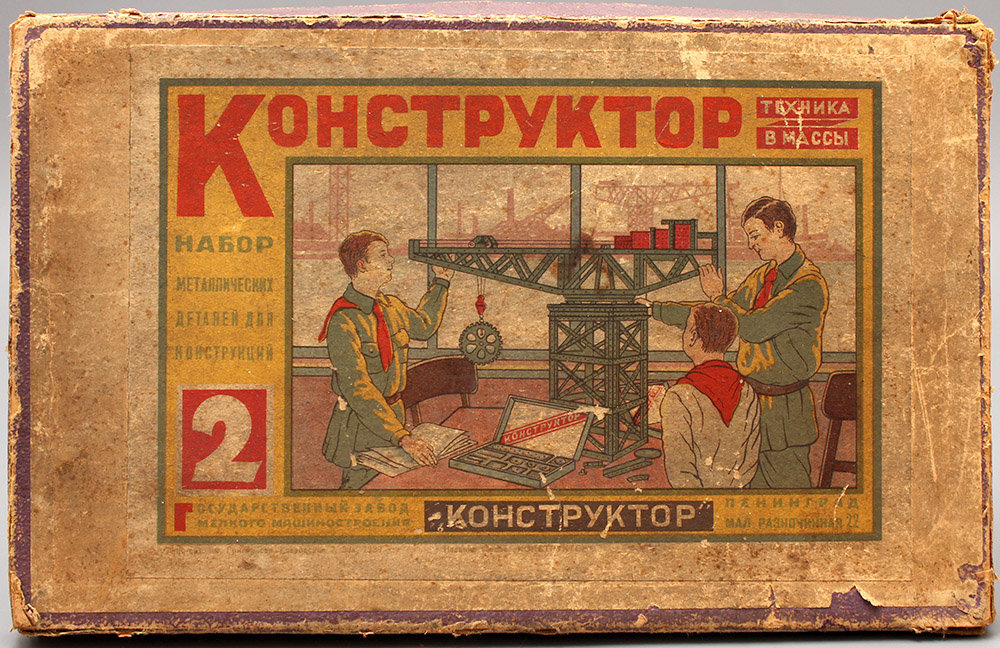 КОНСТРУКТОР
ТЕХНИКА
В МАССЫ
НАБОР
МЕТАЛЛИЧЕСКИХ
ДЕТАЛЕЙ ДЛЯ
КОНСТРУКЦИЙ
2
КОНСТРУКТОР
ГОСУДАРСТВЕННЫЙ ЗАВОД
МЕЛКОГО МАШИНОСТРОЕНИЯ
"КОНСТРУКТОР"
ЛЕНИНГРАД
МАЛ. РАЗНОЧИННАЯ 22